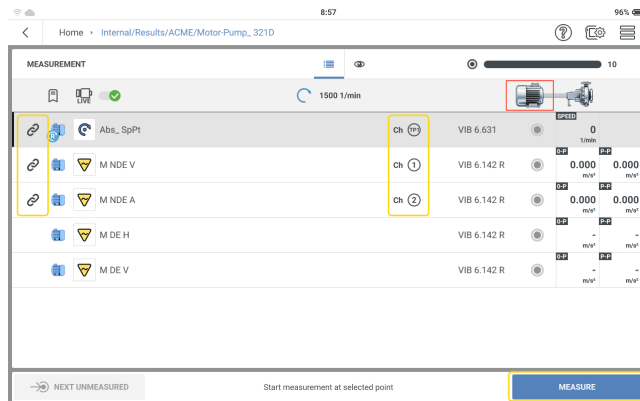 8:57
96%
Home › Internal/Results/ACME/Motor-Pump_ 321D
MEASUREMENT
10
LIVE
1500 1/min
Abs_ SpPt
Ch TP1
VIB 6.631
SPEED
0
1/min
M NDE V
Ch 1
VIB 6.142 R
0-P
0.000
m/s²
P-P
0.000
m/s²
M NDE A
Ch 2
VIB 6.142 R
0-P
0.000
m/s²
P-P
0.000
m/s²
M DE H
VIB 6.142 R
0-P
-
m/s²
P-P
-
m/s²
M DE V
VIB 6.142 R
0-P
-
m/s²
P-P
-
m/s²
NEXT UNMEASURED
Start measurement at selected point
MEASURE